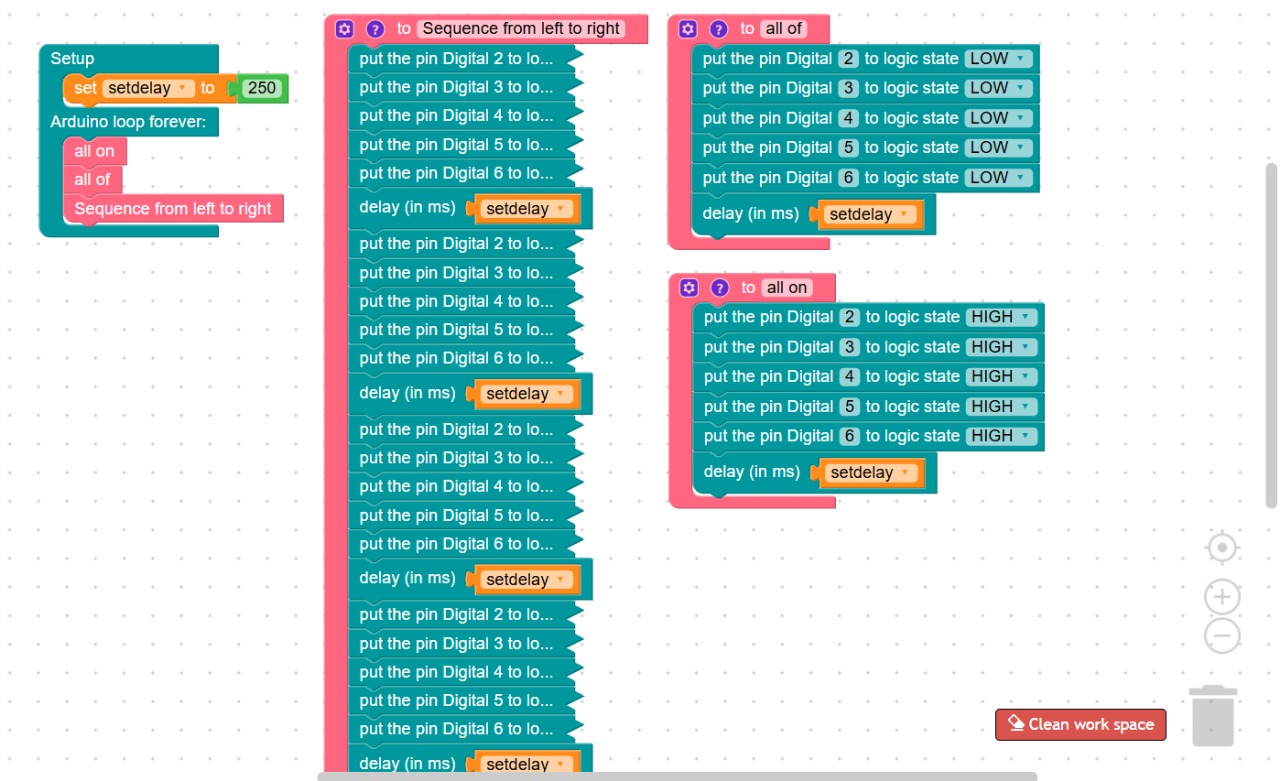 Setup
set setdelay to 250
Arduino loop forever:
all on
all of
Sequence from left to right
? to Sequence from left to right
put the pin Digital 2 to lo...
put the pin Digital 3 to lo...
put the pin Digital 4 to lo...
put the pin Digital 5 to lo...
put the pin Digital 6 to lo...
delay (in ms) setdelay
put the pin Digital 2 to lo...
put the pin Digital 3 to lo...
put the pin Digital 4 to lo...
put the pin Digital 5 to lo...
put the pin Digital 6 to lo...
delay (in ms) setdelay
put the pin Digital 2 to lo...
put the pin Digital 3 to lo...
put the pin Digital 4 to lo...
put the pin Digital 5 to lo...
put the pin Digital 6 to lo...
delay (in ms) setdelay
put the pin Digital 2 to lo...
put the pin Digital 3 to lo...
put the pin Digital 4 to lo...
put the pin Digital 5 to lo...
put the pin Digital 6 to lo...
delay (in ms) setdelay
? to all of
put the pin Digital 2 to logic state LOW
put the pin Digital 3 to logic state LOW
put the pin Digital 4 to logic state LOW
put the pin Digital 5 to logic state LOW
put the pin Digital 6 to logic state LOW
delay (in ms) setdelay
? to all on
put the pin Digital 2 to logic state HIGH
put the pin Digital 3 to logic state HIGH
put the pin Digital 4 to logic state HIGH
put the pin Digital 5 to logic state HIGH
put the pin Digital 6 to logic state HIGH
delay (in ms) setdelay
Clean work space